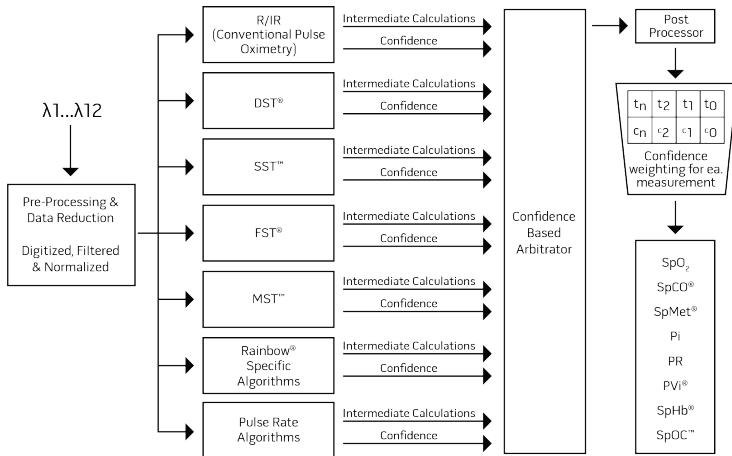 λ1...λ12
Pre-Processing &
Data Reduction
Digitized, Filtered
& Normalized
R/IR
(Conventional Pulse
Oximetry)
Intermediate Calculations
Confidence
DST®
Intermediate Calculations
Confidence
SST™
Intermediate Calculations
Confidence
FST®
Intermediate Calculations
Confidence
MST™
Intermediate Calculations
Confidence
Rainbow®
Specific
Algorithms
Intermediate Calculations
Confidence
Pulse Rate
Algorithms
Intermediate Calculations
Confidence
Confidence
Based
Arbitrator
Post
Processor
tn t2 t1 t0
cn c2 c1 c0
Confidence
weighting for ea.
measurement
SpO₂
SpCO®
SpMet®
Pi
PR
PVi®
SpHb®
SpOC™